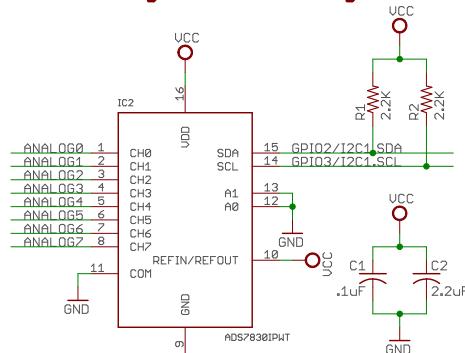 VCC
VCC
IC2
16
VDD
R1
2.2K
R2
2.2K
ANALOG0 1 CH0 SDA 15 GPIO2/I2C1.SDA
ANALOG1 2 CH1 SCL 14 GPIO3/I2C1.SCL
ANALOG2 3 CH2
ANALOG3 4 CH3 A1 13
ANALOG4 5 CH4 A0 12
ANALOG5 6 CH5
ANALOG6 7 CH6
ANALOG7 8 CH7
GND
VCC
REFIN/REFOUT 10 VCC
11 COM
C1 C2
.1uF 2.2uF
GND
GND
ADS7830IPWT
9
GND